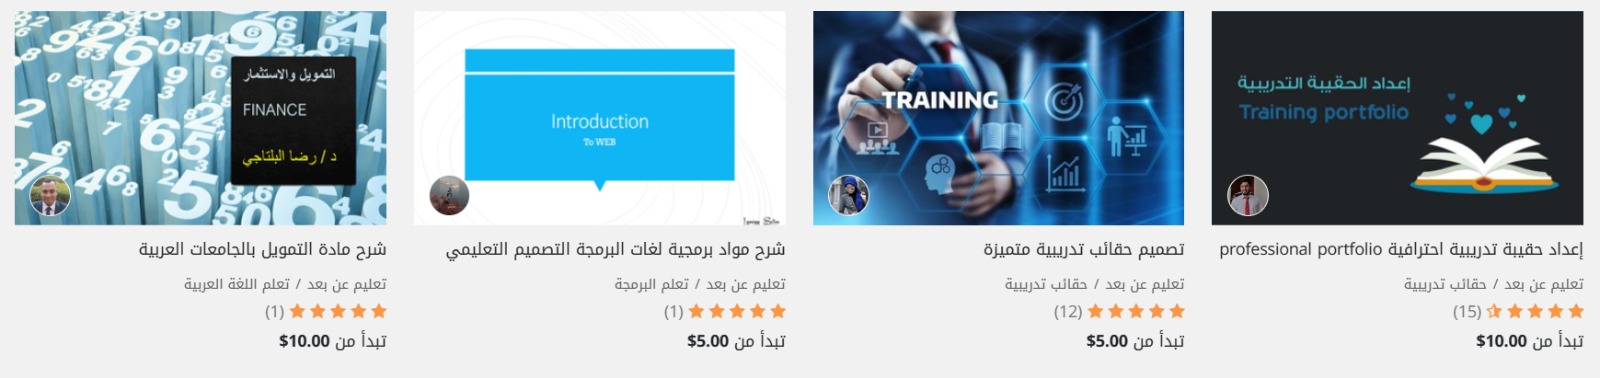 إعداد الحقيبة التدريبية
Training portfolio
إعداد حقيبة تدريبية احترافية professional portfolio
تعليم عن بعد / حقائب تدريبية
(15)
تبدأ من 10.00$
TRAINING
تصميم حقائب تدريبية متميزة
تعليم عن بعد / حقائب تدريبية
(12)
تبدأ من 5.00$
Introduction
To WEB
شرح مواد برمجية لغات البرمجة التصميم التعليمي
تعليم عن بعد / تعلم البرمجة
(1)
تبدأ من 5.00$
التمويل والاستثمار
FINANCE
د / رضا البلتاجي
شرح مادة التمويل بالجامعات العربية
تعليم عن بعد / تعلم اللغة العربية
(1)
تبدأ من 10.00$